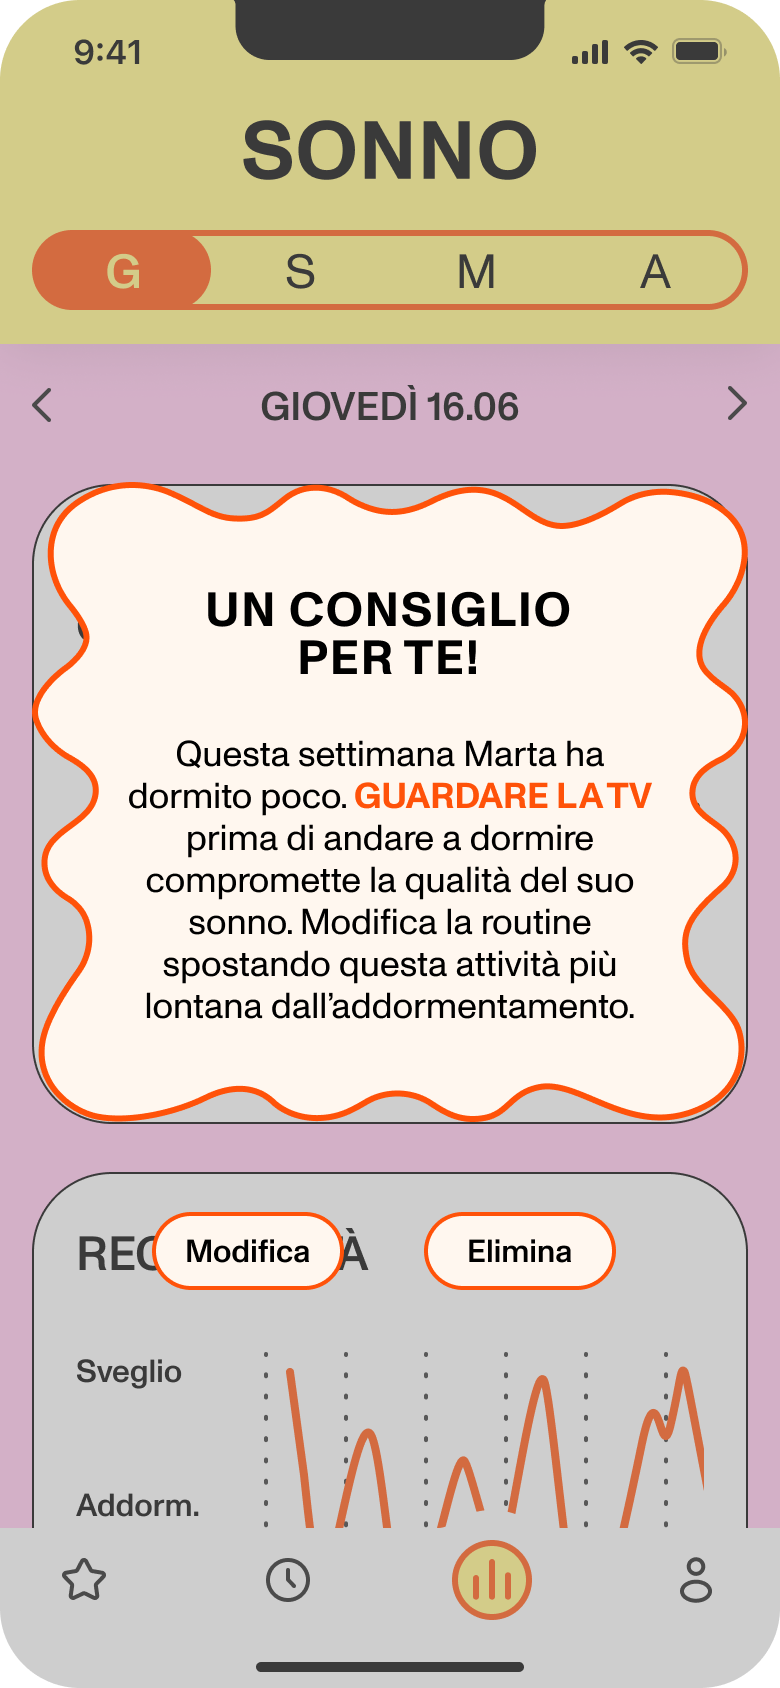 9:41
SONNO
G S M A
GIOVEDÌ 16.06
UN CONSIGLIO
PER TE!
Questa settimana Marta ha
dormito poco. GUARDARE LA TV
prima di andare a dormire
compromette la qualità del suo
sonno. Modifica la routine
spostando questa attività più
lontana dall’addormentamento.
Modifica Elimina
Sveglio
Addorm.